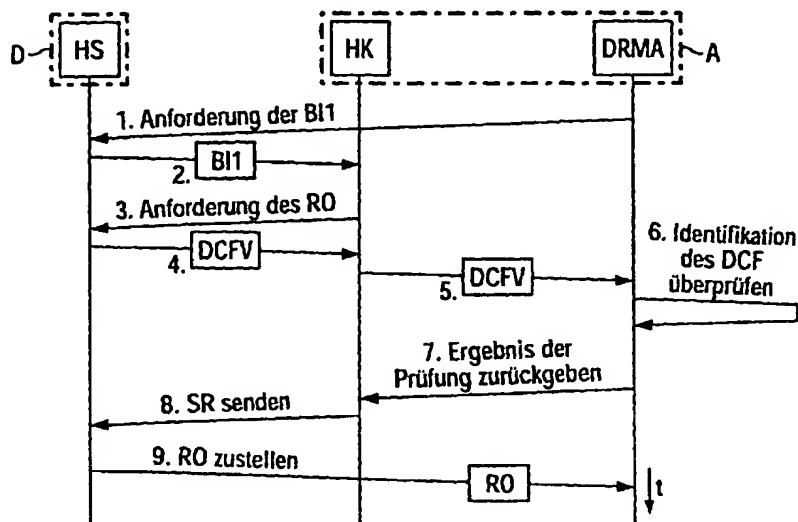 D
HS
HK
DRMA
A
1. Anforderung der BI1
2.
BI1
3. Anforderung des RO
4.
DCFV
5.
DCFV
6. Identifikation
des DCF
überprüfen
7. Ergebnis der
Prüfung zurückgeben
8. SR senden
9. RO zustellen
RO
t